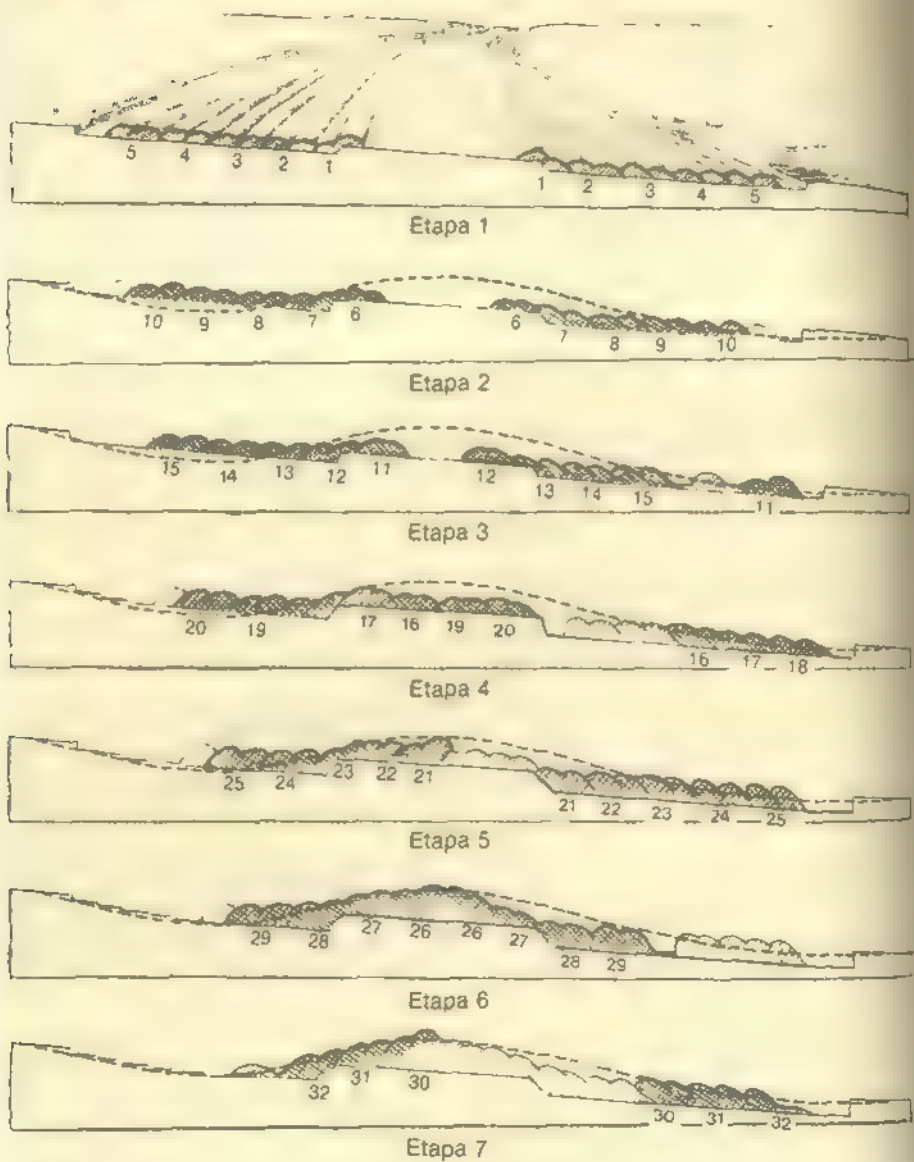 5 4 3 2 1 1 2 3 4 5
Etapa 1
10 9 8 7 6 6 7 8 9 10
Etapa 2
15 14 13 12 11 12 13 14 15 11
Etapa 3
20 19 17 16 19 20 16 17 18
Etapa 4
25 24 23 22 21 21 22 23 24 25
Etapa 5
29 28 27 26 26 27 28 29
Etapa 6
32 31 30 30 31 32
Etapa 7